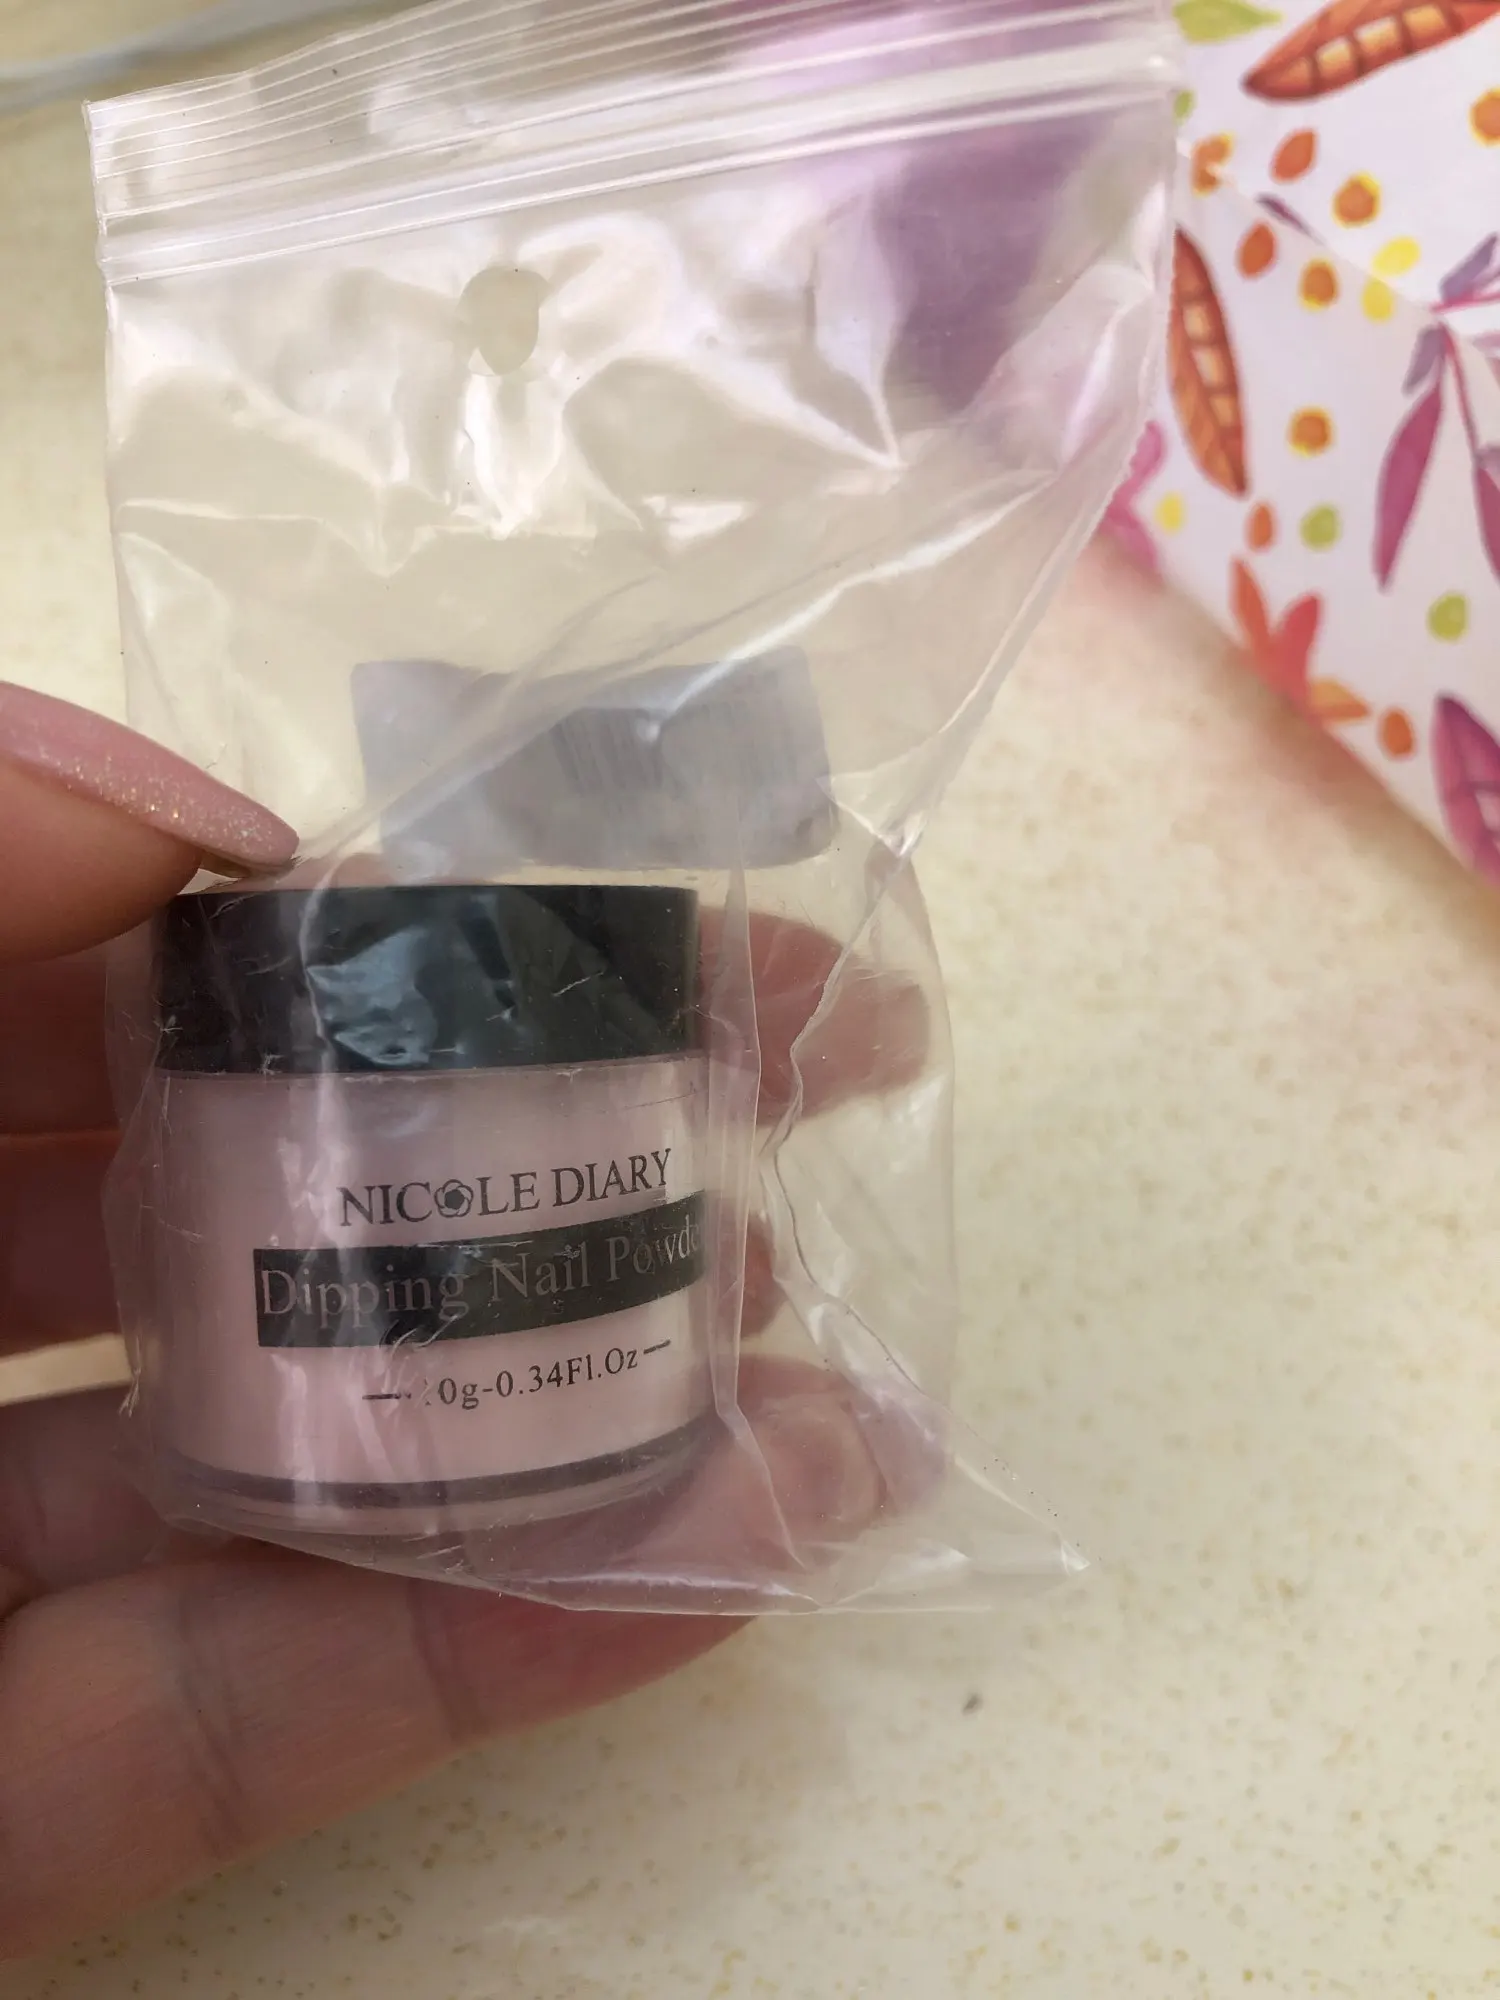 NICOLE DIARY
Dipping Nail Powde
0g-0.34Fl.Oz